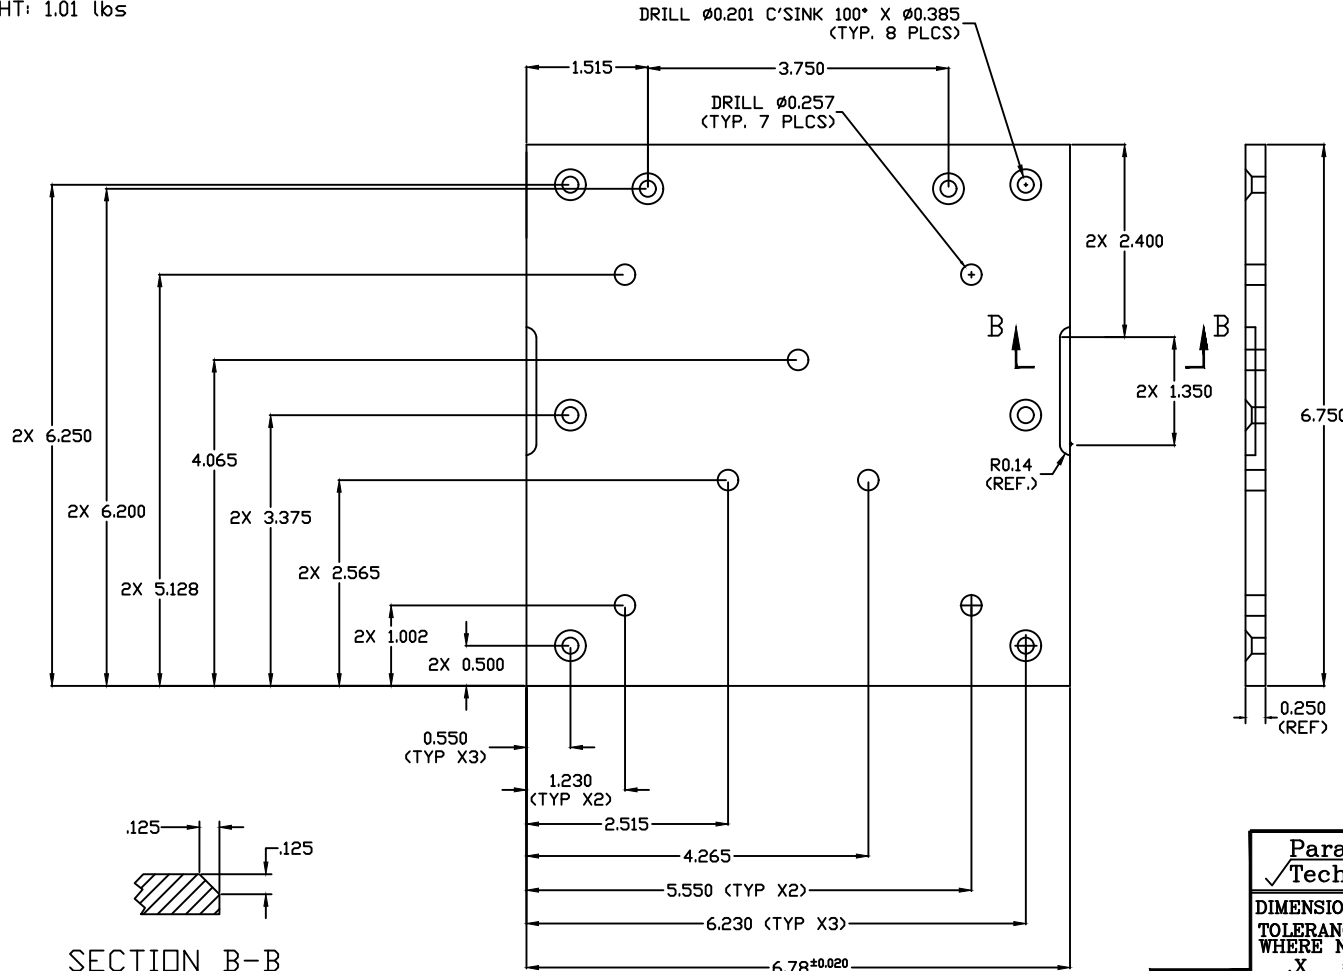 1.01 lbs
DRILL ø0.201 C'SINK 100° X ø0.385
(TYP. 8 PLCS)
1.515
3.750
DRILL ø0.257
(TYP. 7 PLCS)
2X 2.400
B
B
2X 1.350
6.750
2X 6.250
4.065
R0.14
(REF.)
2X 6.200
2X 3.375
2X 2.565
2X 5.128
2X 1.002
2X 0.500
0.250
(REF)
0.550
(TYP X3)
1.230
(TYP X2)
2.515
.125
.125
4.265
5.550 (TYP X2)
6.230 (TYP X3)
6.78±0.020
SECTION B-B
Para
Tech
DIMENSIO
TOLERAN
WHERE N
.X